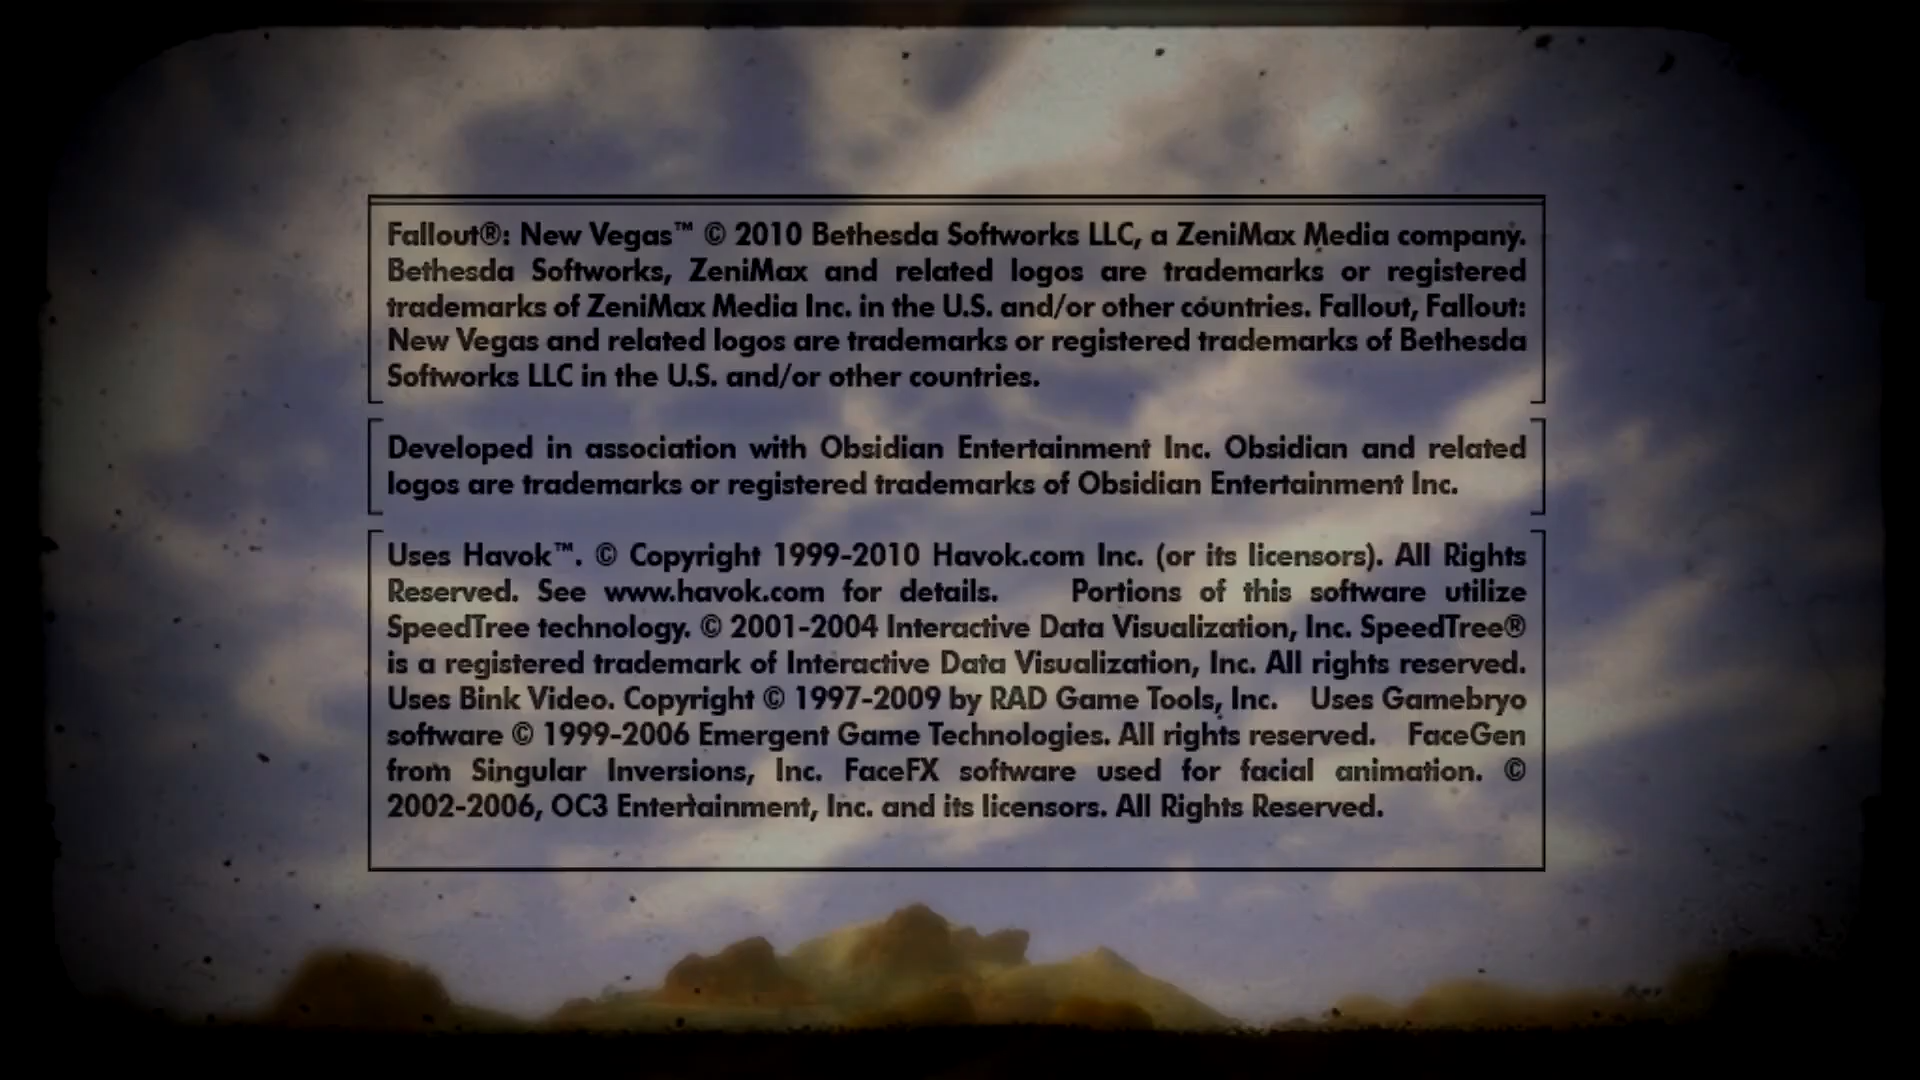 Fallout®: New Vegas™ © 2010 Bethesda Softworks LLC, a ZeniMax Media company.
Bethesda Softworks, ZeniMax and related logos are trademarks or registered
trademarks of ZeniMax Media Inc. in the U.S. and/or other countries. Fallout, Fallout:
New Vegas and related logos are trademarks or registered trademarks of Bethesda
Softworks LLC in the U.S. and/or other countries.
Developed in association with Obsidian Entertainment Inc. Obsidian and related
logos are trademarks or registered trademarks of Obsidian Entertainment Inc.
Uses Havok™. © Copyright 1999-2010 Havok.com Inc. (or its licensors). All Rights
Reserved. See www.havok.com for details. Portions of this software utilize
SpeedTree technology. © 2001-2004 Interactive Data Visualization, Inc. SpeedTree®
is a registered trademark of Interactive Data Visualization, Inc. All rights reserved.
Uses Bink Video. Copyright © 1997-2009 by RAD Game Tools, Inc. Uses Gamebryo
software © 1999-2006 Emergent Game Technologies. All rights reserved. FaceGen
from Singular Inversions, Inc. FaceFX software used for facial animation. ©
2002-2006, OC3 Entertainment, Inc. and its licensors. All Rights Reserved.